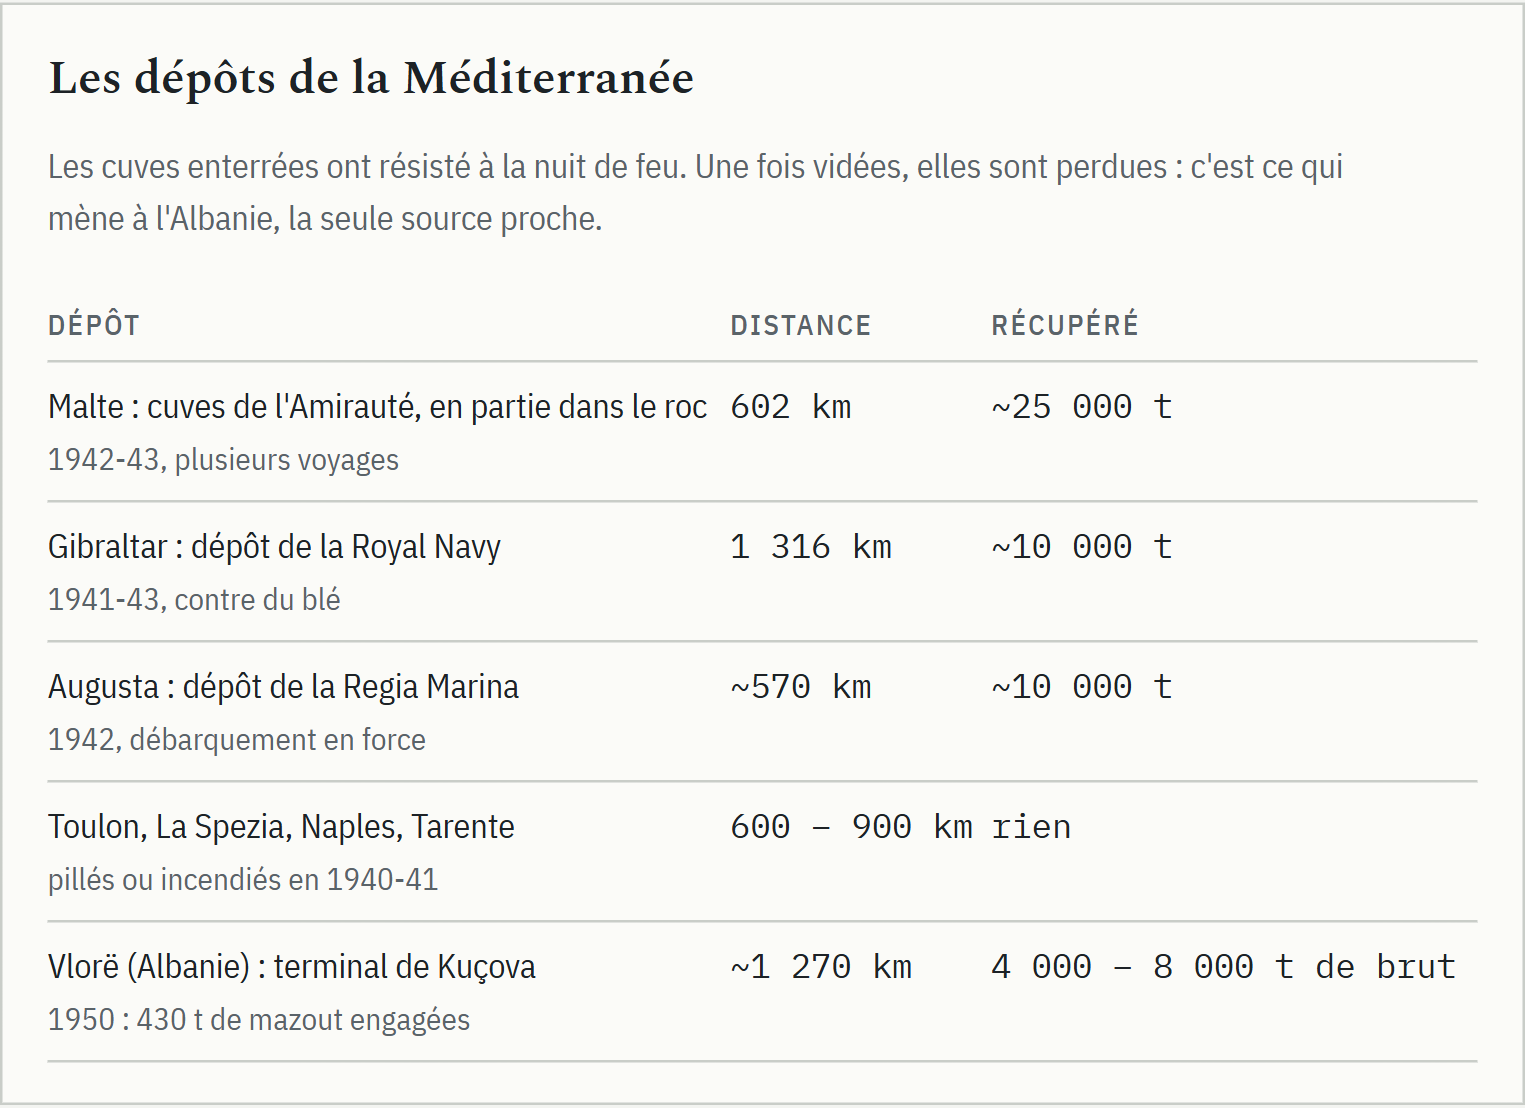 Les dépôts de la Méditerranée
Les cuves enterrées ont résisté à la nuit de feu. Une fois vidées, elles sont perdues : c'est ce qui
mène à l'Albanie, la seule source proche.
DÉPÔT DISTANCE RÉCUPÉRÉ
Malte : cuves de l'Amirauté, en partie dans le roc 602 km ~25 000 t
1942-43, plusieurs voyages
Gibraltar : dépôt de la Royal Navy 1 316 km ~10 000 t
1941-43, contre du blé
Augusta : dépôt de la Regia Marina ~570 km ~10 000 t
1942, débarquement en force
Toulon, La Spezia, Naples, Tarente 600 – 900 km rien
pillés ou incendiés en 1940-41
Vlorë (Albanie) : terminal de Kuçova ~1 270 km 4 000 – 8 000 t de brut
1950 : 430 t de mazout engagées